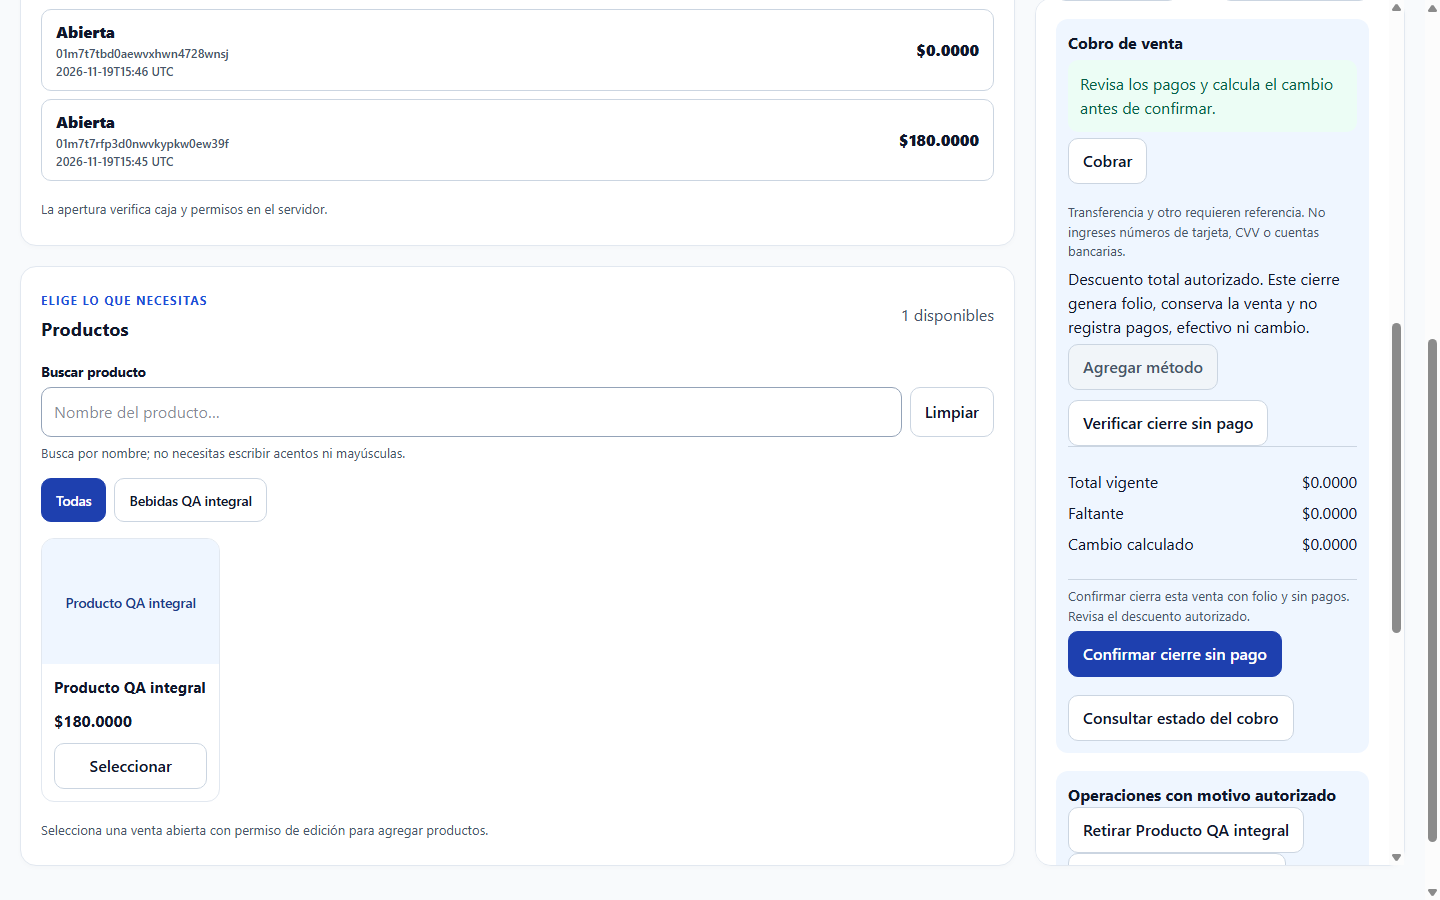 Abierta
01m7t7tbd0aewvxhwn4728wnsj
2026-11-19T15:46 UTC
$0.0000
Abierta
01m7t7rfp3d0nwvkypkw0ew39f
2026-11-19T15:45 UTC
$180.0000
La apertura verifica caja y permisos en el servidor.
ELIGE LO QUE NECESITAS
Productos
1 disponibles
Buscar producto
Nombre del producto...
Limpiar
Busca por nombre; no necesitas escribir acentos ni mayúsculas.
Todas
Bebidas QA integral
Producto QA integral
Producto QA integral
$180.0000
Seleccionar
Selecciona una venta abierta con permiso de edición para agregar productos.
Cobro de venta
Revisa los pagos y calcula el cambio
antes de confirmar.
Cobrar
Transferencia y otro requieren referencia. No
ingreses números de tarjeta, CVV o cuentas
bancarias.
Descuento total autorizado. Este cierre
genera folio, conserva la venta y no
registra pagos, efectivo ni cambio.
Agregar método
Verificar cierre sin pago
Total vigente $0.0000
Faltante $0.0000
Cambio calculado $0.0000
Confirmar cierra esta venta con folio y sin pagos.
Revisa el descuento autorizado.
Confirmar cierre sin pago
Consultar estado del cobro
Operaciones con motivo autorizado
Retirar Producto QA integral